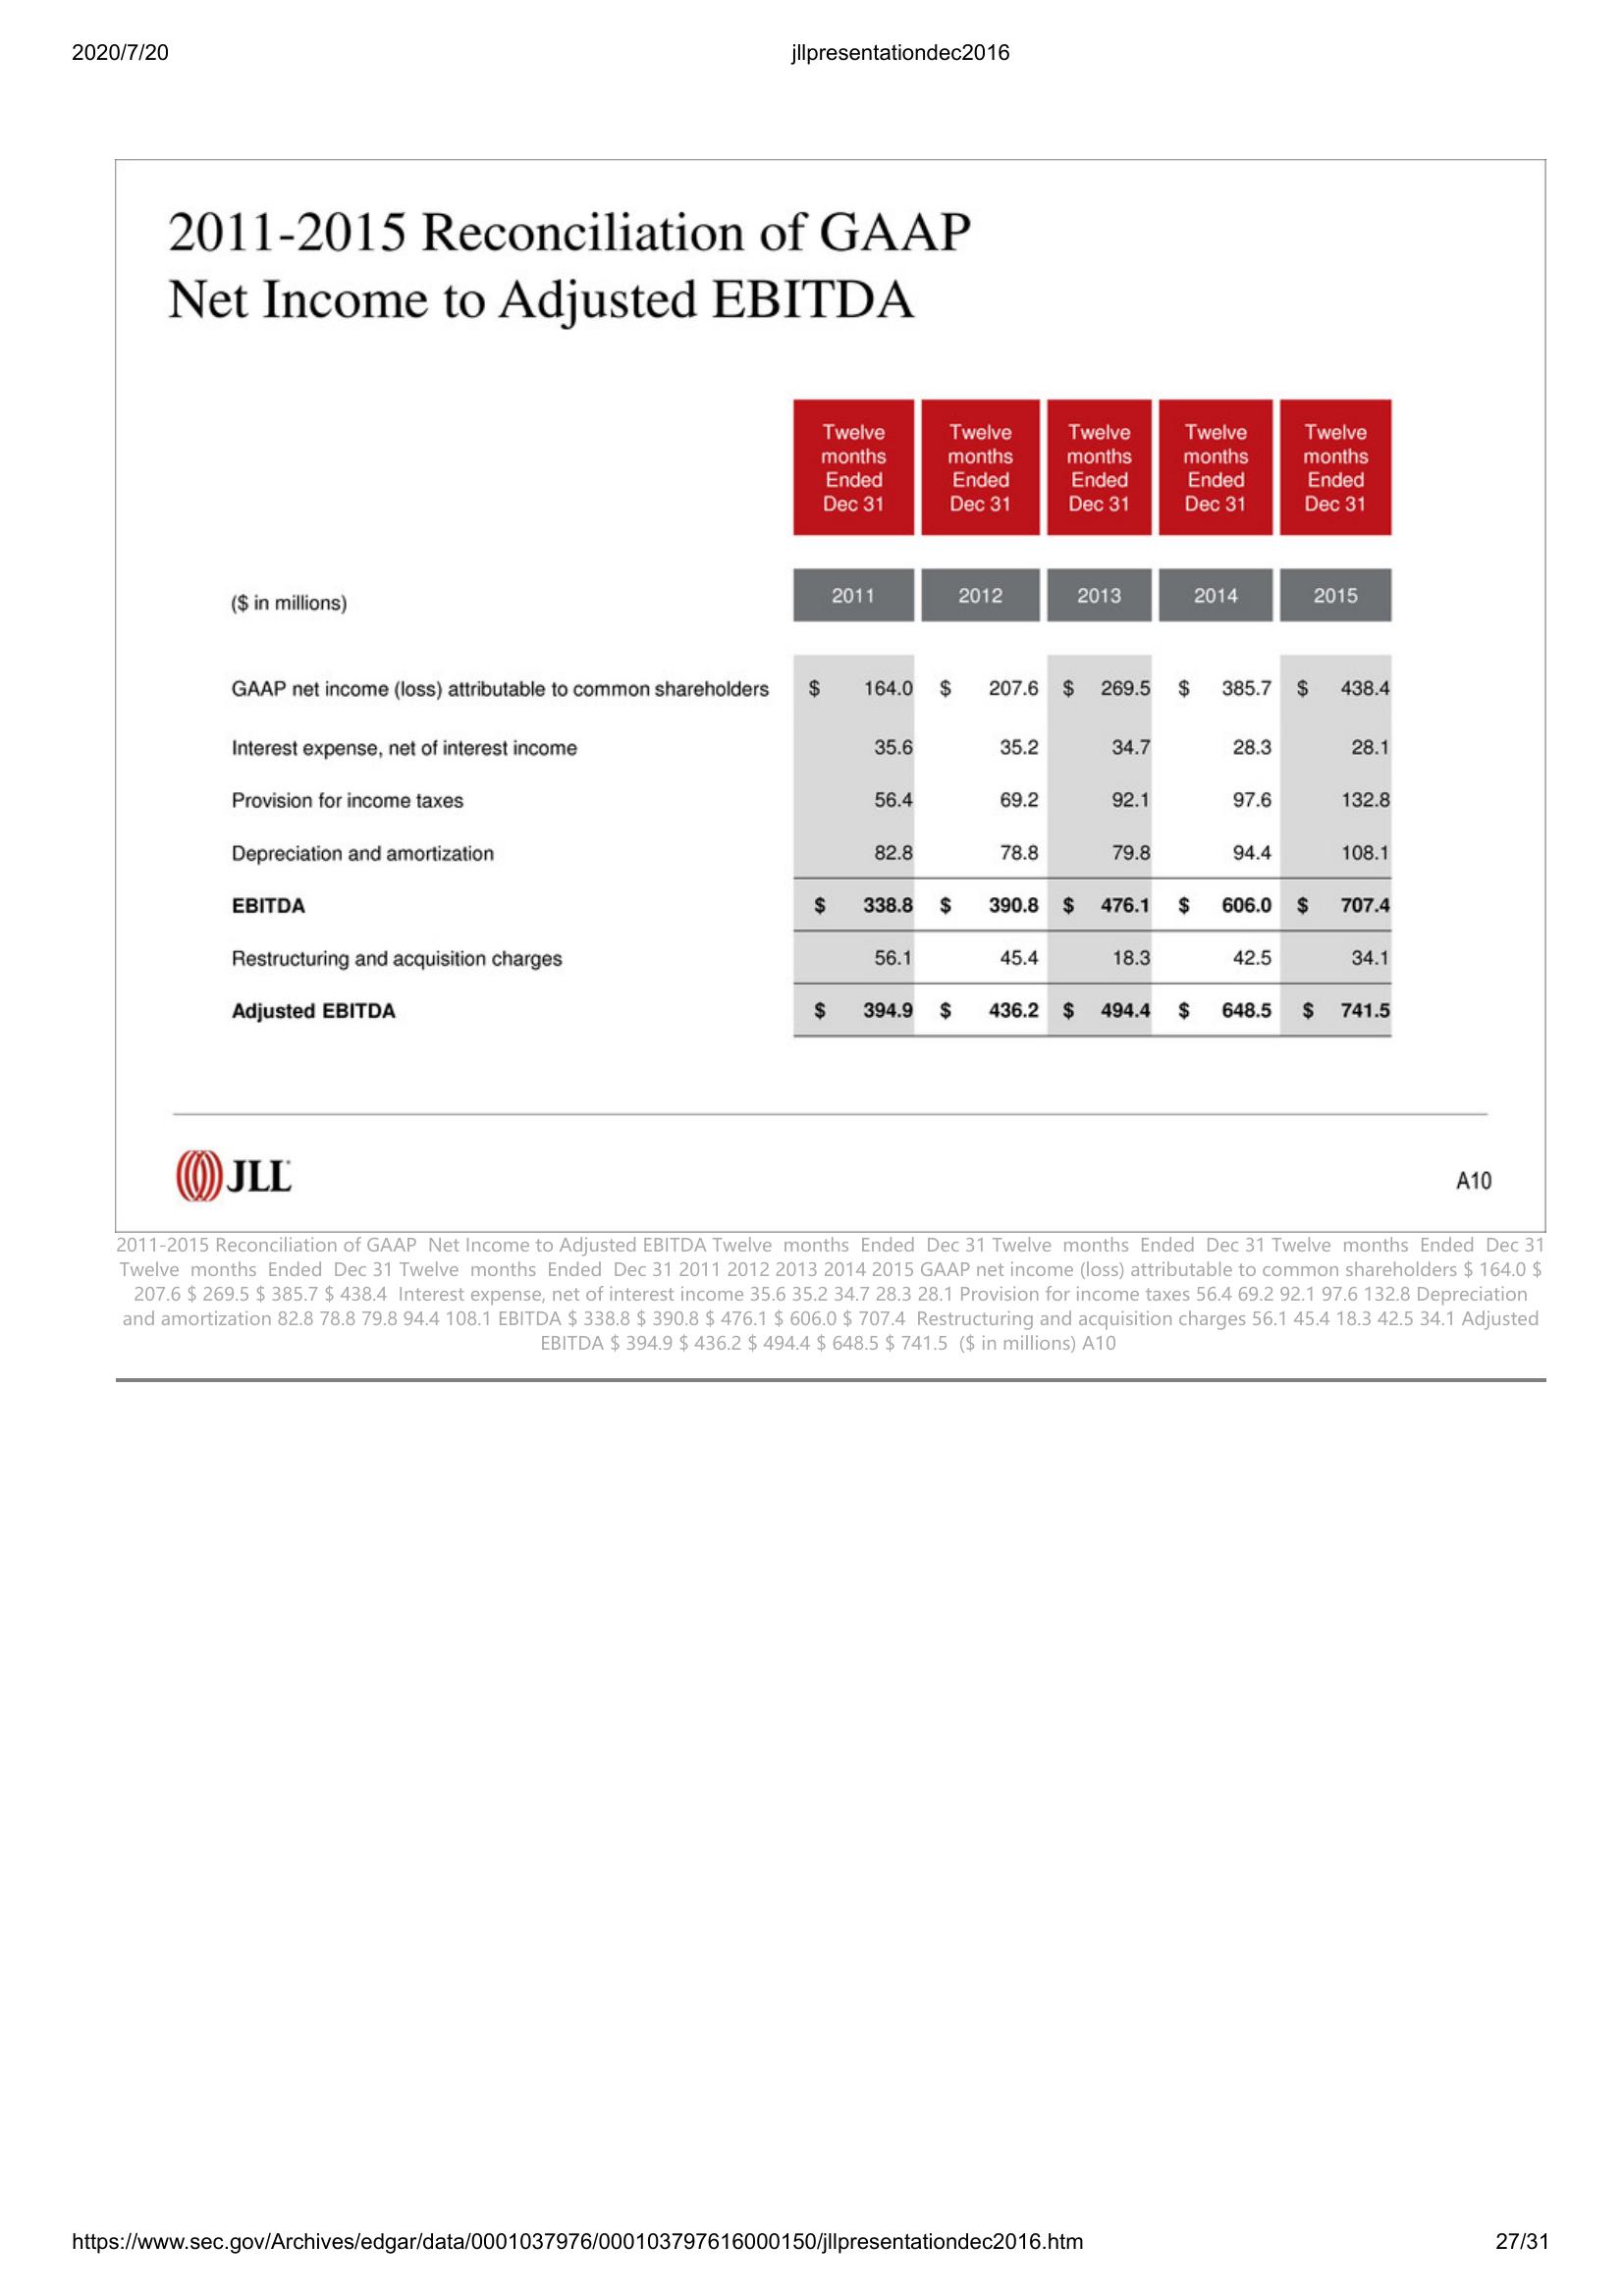 2020/7/20 jllpresentationdec2016
2011-2015 Reconciliation of GAAP
Net Income to Adjusted EBITDA
Twelve months Ended Dec 31 Twelve months Ended Dec 31 Twelve months Ended Dec 31 Twelve months Ended Dec 31 Twelve months Ended Dec 31
($ in millions) 2011 2012 2013 2014 2015
GAAP net income (loss) attributable to common shareholders $ 164.0 $ 207.6 $ 269.5 $ 385.7 $ 438.4
Interest expense, net of interest income 35.6 35.2 34.7 28.3 28.1
Provision for income taxes 56.4 69.2 92.1 97.6 132.8
Depreciation and amortization 82.8 78.8 79.8 94.4 108.1
EBITDA $ 338.8 $ 390.8 $ 476.1 $ 606.0 $ 707.4
Restructuring and acquisition charges 56.1 45.4 18.3 42.5 34.1
Adjusted EBITDA $ 394.9 $ 436.2 $ 494.4 $ 648.5 $ 741.5
JLL A10
2011-2015 Reconciliation of GAAP Net Income to Adjusted EBITDA Twelve months Ended Dec 31 Twelve months Ended Dec 31 Twelve months Ended Dec 31
Twelve months Ended Dec 31 Twelve months Ended Dec 31 2011 2012 2013 2014 2015 GAAP net income (loss) attributable to common shareholders $ 164.0 $
207.6 $ 269.5 $ 385.7 $ 438.4 Interest expense, net of interest income 35.6 35.2 34.7 28.3 28.1 Provision for income taxes 56.4 69.2 92.1 97.6 132.8 Depreciation
and amortization 82.8 78.8 79.8 94.4 108.1 EBITDA $ 338.8 $ 390.8 $ 476.1 $ 606.0 $ 707.4 Restructuring and acquisition charges 56.1 45.4 18.3 42.5 34.1 Adjusted
EBITDA $ 394.9 $ 436.2 $ 494.4 $ 648.5 $ 741.5 ($ in millions) A10
https://www.sec.gov/Archives/edgar/data/0001037976/000103797616000150/jllpresentationdec2016.htm 27/31